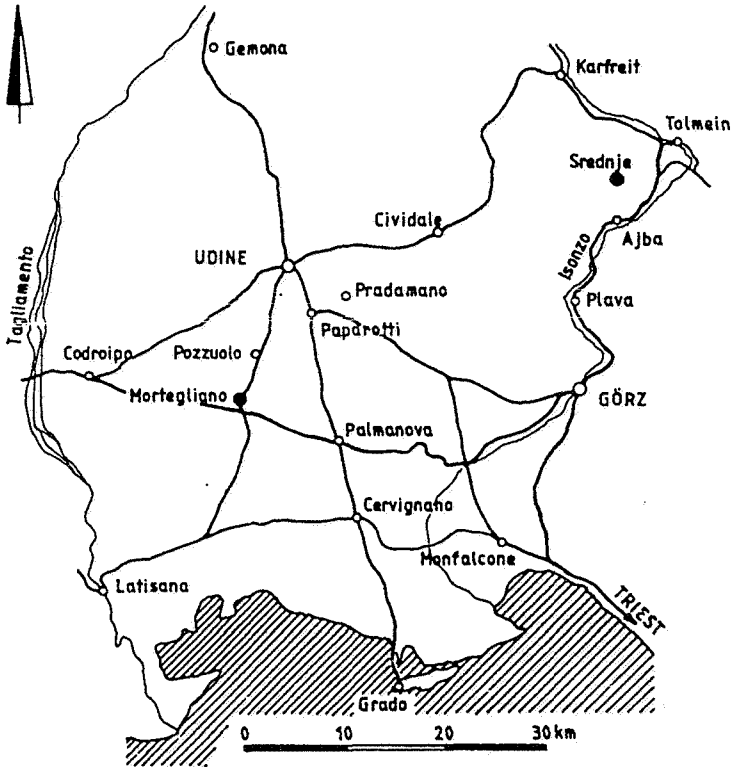 Gemona
Karfreit
Talmein
Srednje
Cividale
Ajba
Isonzo
UDINE
Pradamano
Plava
Tagliamento
Paparotti
Codroipo
Pozzuolo
Mortegliano
GÖRZ
Palmanova
Cervignano
Monfalcone
Latisana
TRIEST
Grado
0 10 20 30 km